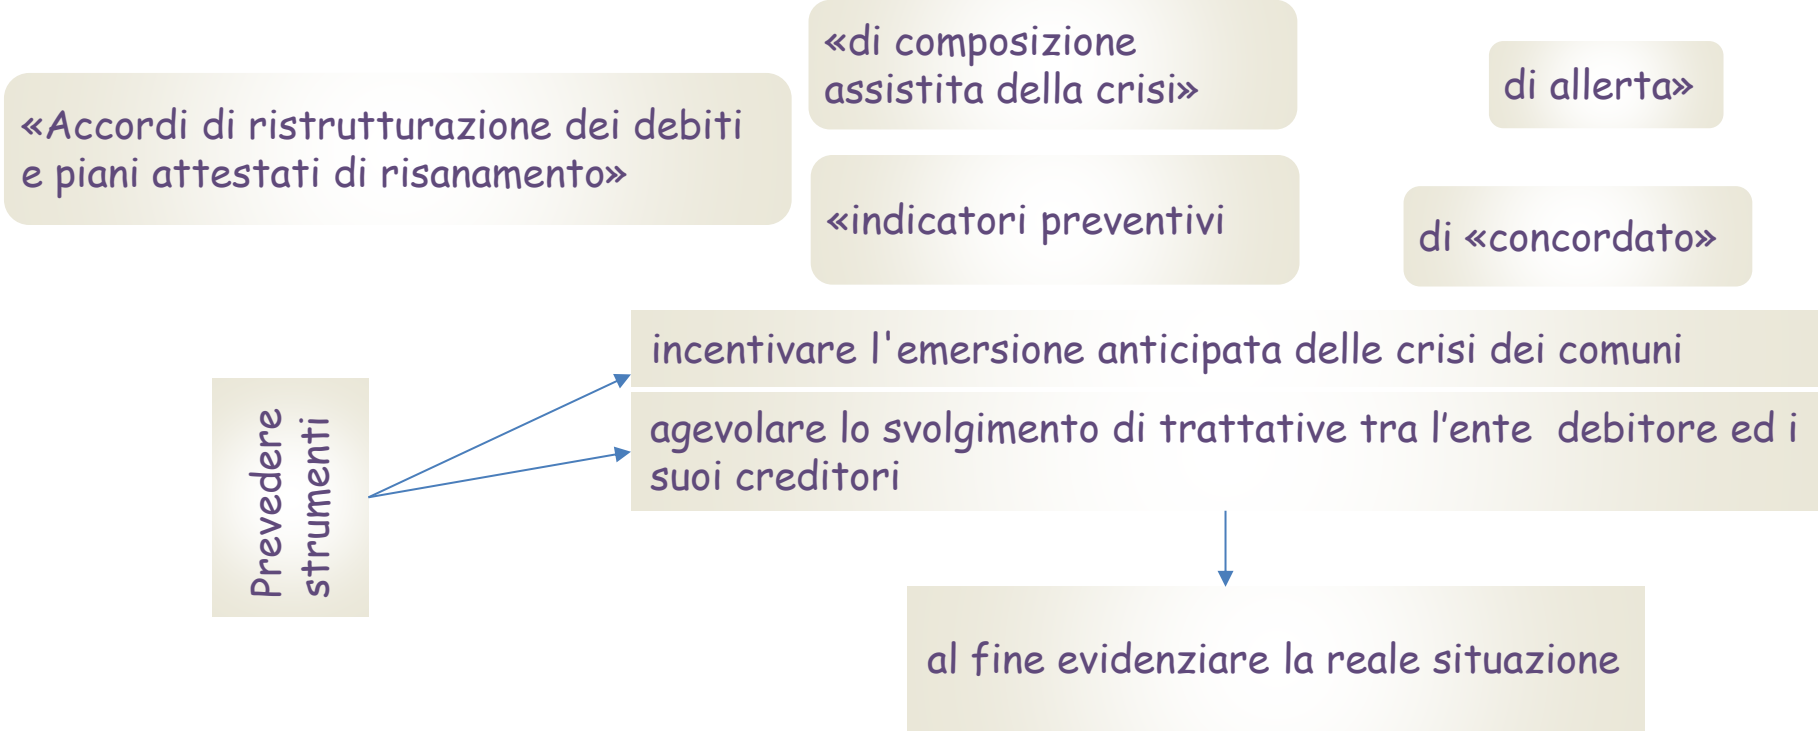 «di composizione
assistita della crisi»
di allerta»
«Accordi di ristrutturazione dei debiti
e piani attestati di risanamento»
«indicatori preventivi
di «concordato»
incentivare l'emersione anticipata delle crisi dei comuni
Prevedere
strumenti
agevolare lo svolgimento di trattative tra l’ente  debitore ed i
suoi creditori
al fine evidenziare la reale situazione